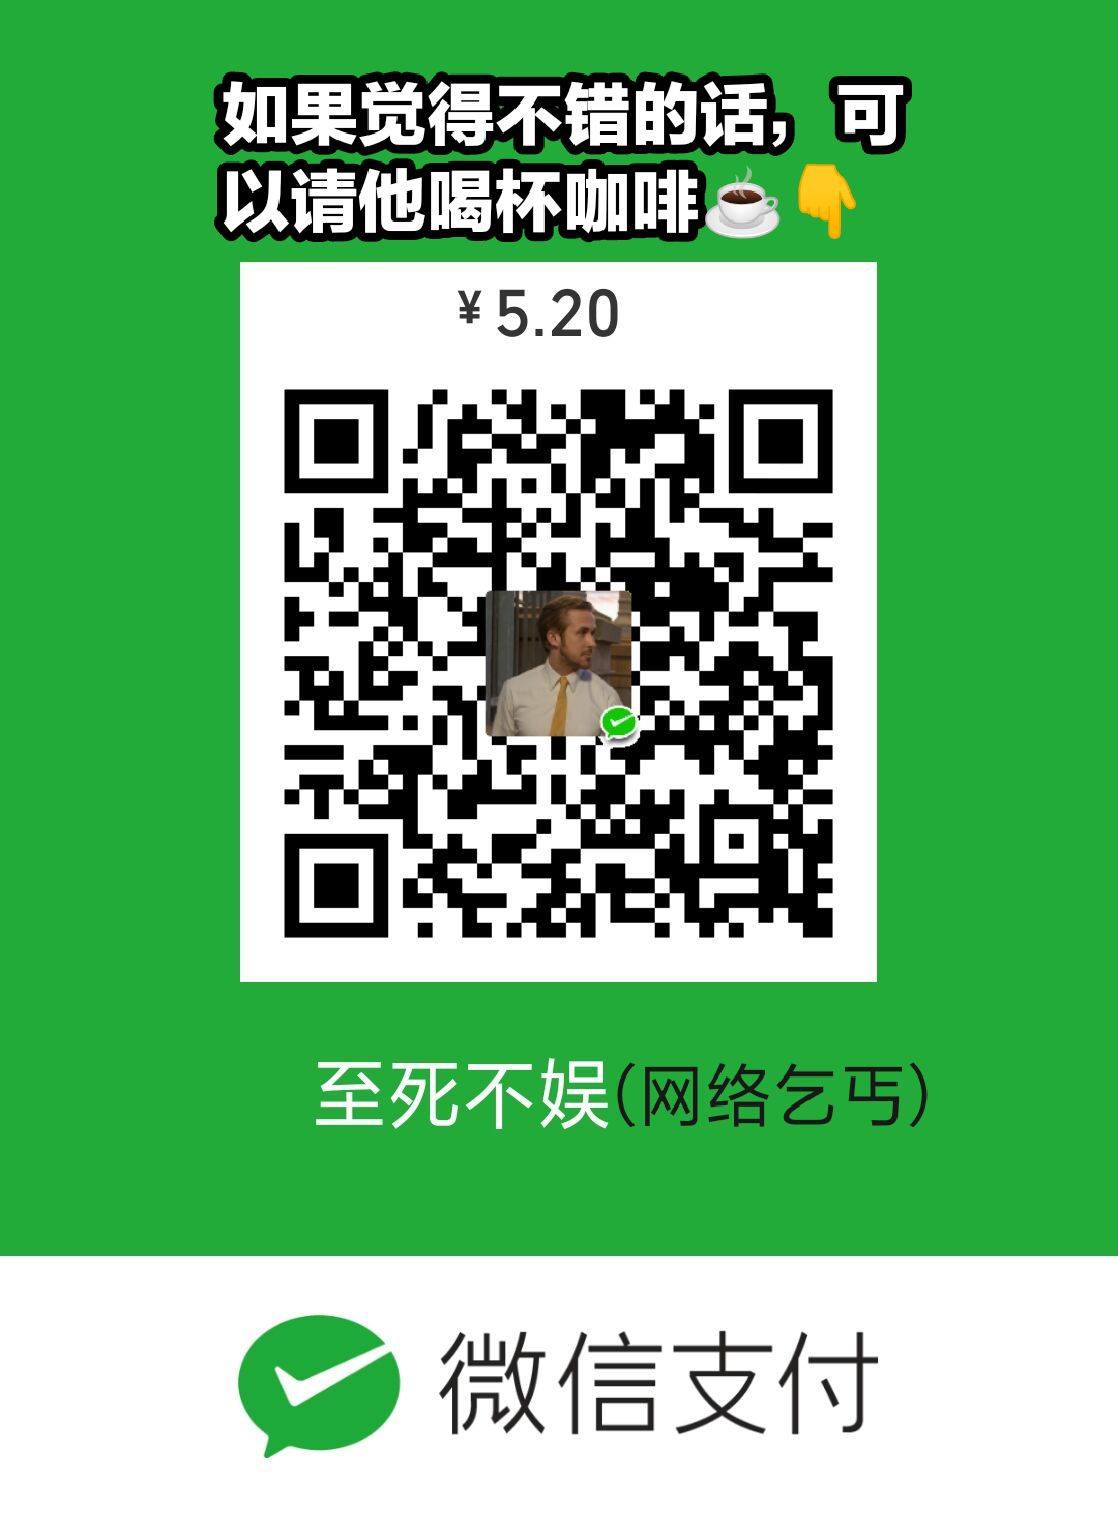 如果觉得不错的话，可
以请他喝杯咖啡☕👇
¥5.20
至死不娱(网络乞丐)
微信支付